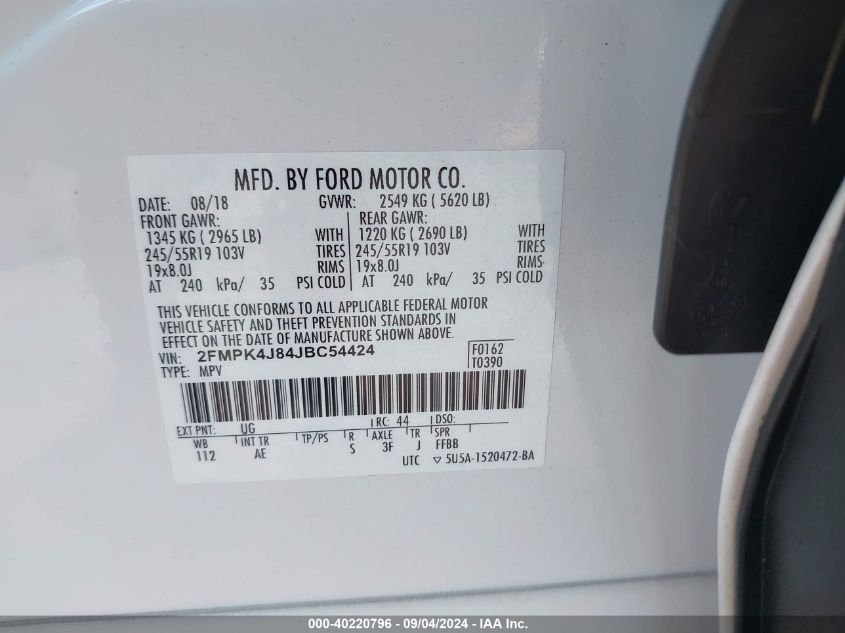 MFD. BY FORD MOTOR CO.
DATE: 08/18 GVWR: 2549 KG ( 5620 LB)
FRONT GAWR: REAR GAWR:
1345 KG ( 2965 LB) WITH 1220 KG ( 2690 LB) WITH
245/55R19 103V TIRES 245/55R19 103V TIRES
19x8.0J RIMS 19x8.0J RIMS
AT 240 kPa/ 35 PSI COLD AT 240 kPa/ 35 PSI COLD
THIS VEHICLE CONFORMS TO ALL APPLICABLE FEDERAL MOTOR
VEHICLE SAFETY AND THEFT PREVENTION STANDARDS IN
EFFECT ON THE DATE OF MANUFACTURE SHOWN ABOVE.
VIN: 2FMPK4J84JBC54424 F0162
TYPE: MPV T0390
EXT PNT: UG RC: 44 DSO:
WB INT TR TP/PS R AXLE TR SPR
112 AE S 3F J FFBB
UTC ▽ 5U5A-1520472-BA
000-40220796 - 09/04/2024 - IAAI.com